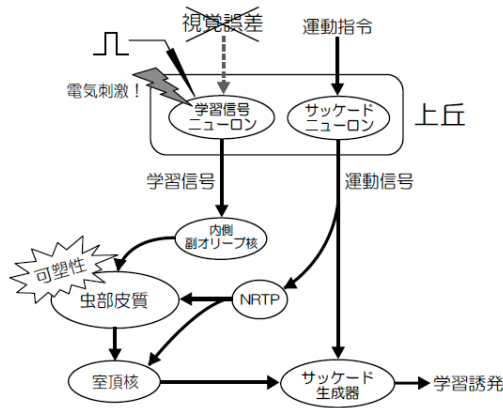 視覚誤差
運動指令
電気刺激!
学習信号
ニューロン
サッケード
ニューロン
上丘
学習信号
運動信号
内側
副オリーブ核
可塑性
虫部皮質
NRTP
室頂核
サッケード
生成器
学習誘発